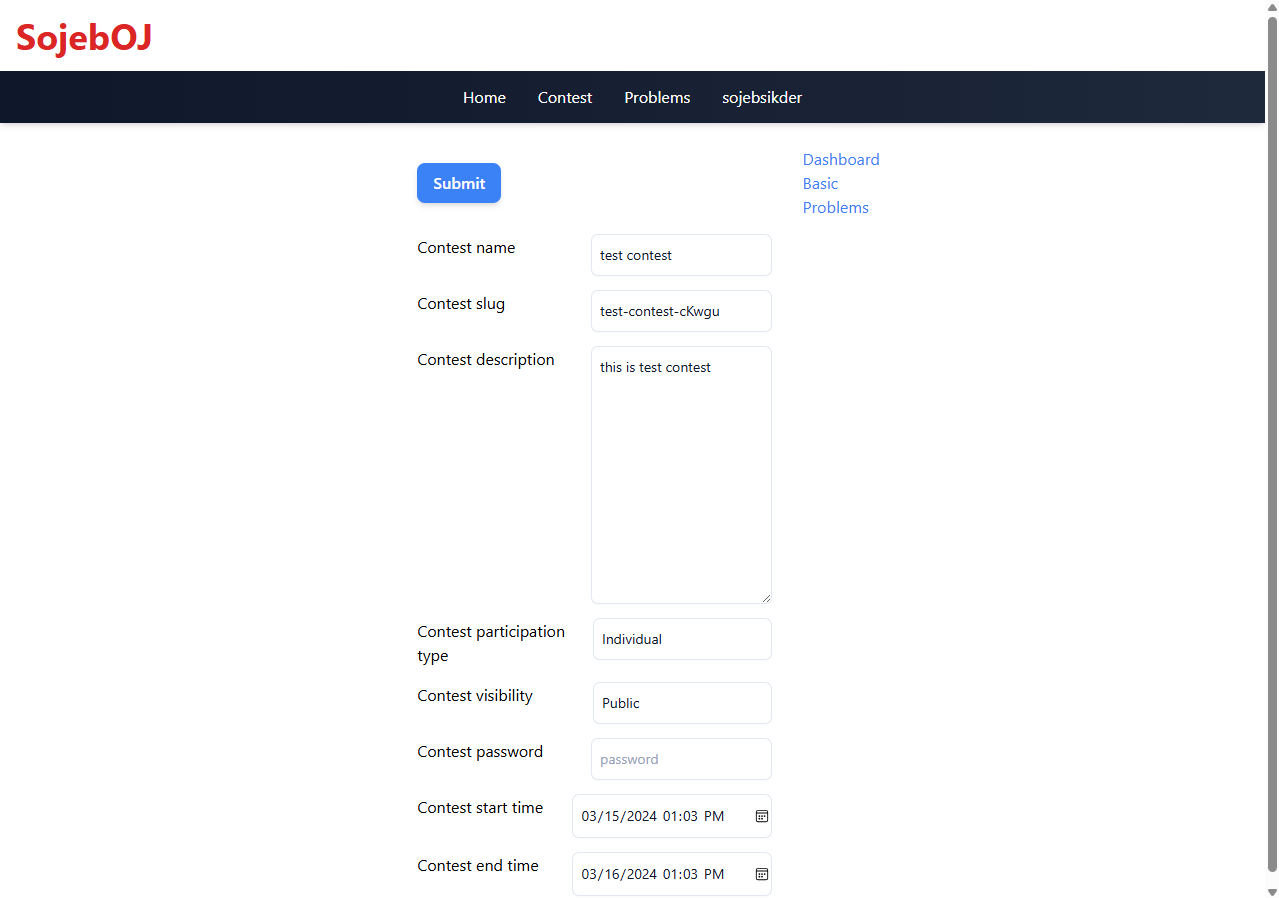 SojebOJ
Home Contest Problems sojebsikder
Submit
Dashboard
Basic
Problems
Contest name test contest
Contest slug test-contest-cKwgu
Contest description this is test contest
Contest participation type Individual
Contest visibility Public
Contest password password
Contest start time 03/15/2024 01:03 PM
Contest end time 03/16/2024 01:03 PM